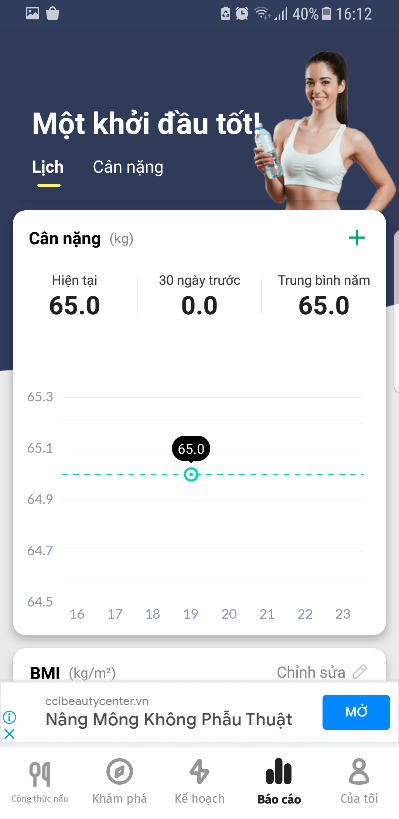 40% 16:12
Một khởi đầu tốt!
Lịch Cân nặng
Cân nặng (kg)
Hiện tại 30 ngày trước Trung bình năm
65.0 0.0 65.0
65.3
65.1
65.0
64.9
64.7
64.5
16 17 18 19 20 21 22 23
BMI (kg/m²) Chỉnh sửa
ccibeautycenter.vn
Nâng Mông Không Phẫu Thuật
MỞ
Công thức nấu Khám phá Kế hoạch Báo cáo Của tôi